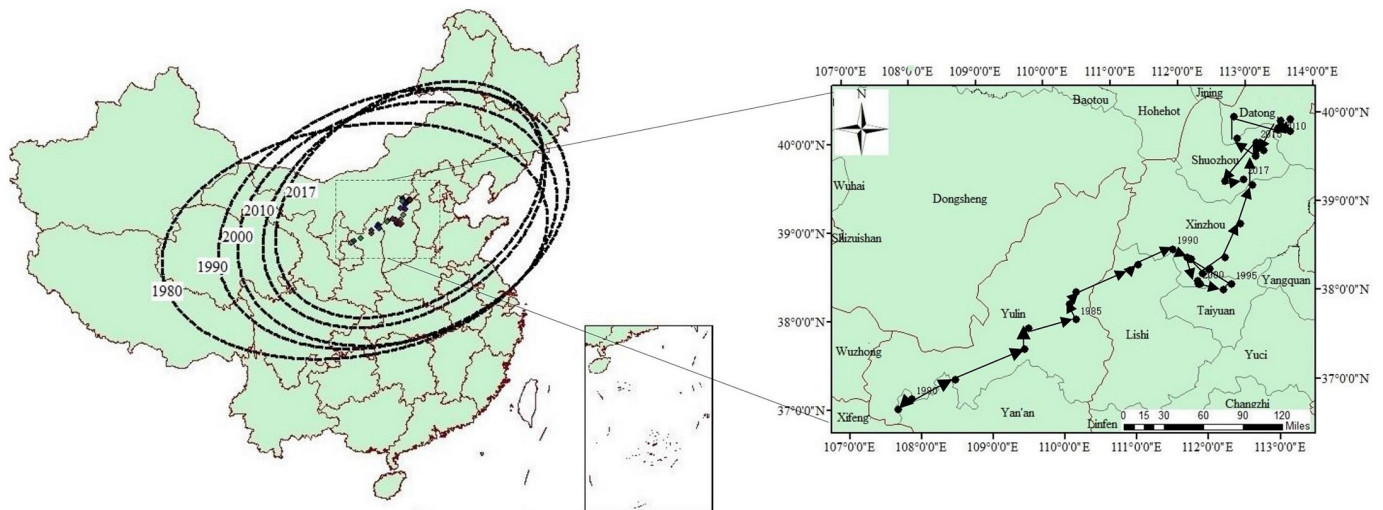 2017
2010
2000
1990
1980
107°0'0"E
108°0'0"E
109°0'0"E
110°0'0"E
111°0'0"E
112°0'0"E
113°0'0"E
114°0'0"E
N
Baotou
Jining
Hohehot
Datong
40°0'0"N
40°0'0"N
2010
2015
Shuozhou
2017
Wuhai
Dongsheng
39°0'0"N
39°0'0"N
Xinzhou
Shizuishan
1990
2000
1995
Yangquan
38°0'0"N
38°0'0"N
Taiyuan
1985
Yulin
Lishi
Wuzhong
Yuci
1980
37°0'0"N
37°0'0"N
Xifeng
Yan'an
Linfen
Changzhi
0 15 30 60 90 120
Miles
107°0'0"E
108°0'0"E
109°0'0"E
110°0'0"E
111°0'0"E
112°0'0"E
113°0'0"E